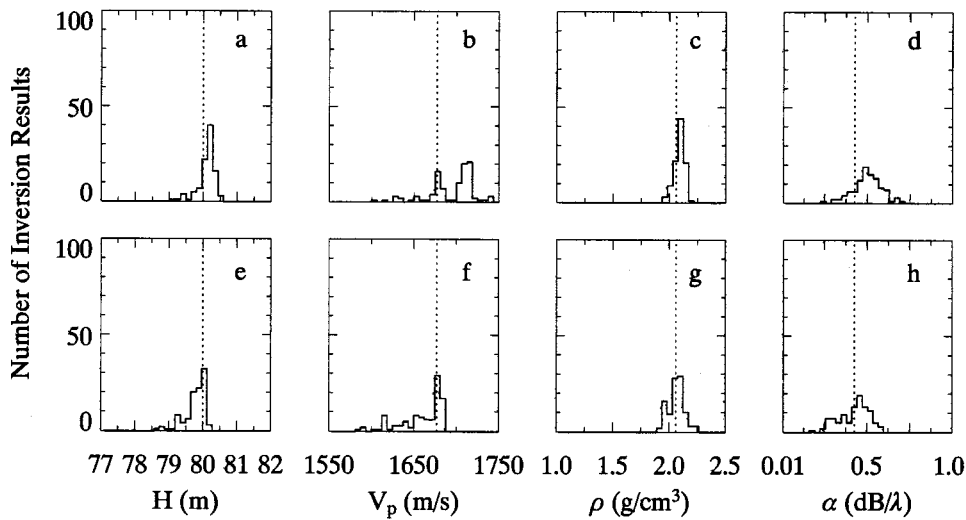 Number of Inversion Results
100
50
0
a
b
c
d
100
50
0
e
f
g
h
77 78 79 80 81 82
1550 1650 1750
1.0 1.5 2.0 2.5
0.01 0.5 1.0
H (m)
Vₚ (m/s)
ρ (g/cm³)
α (dB/λ)